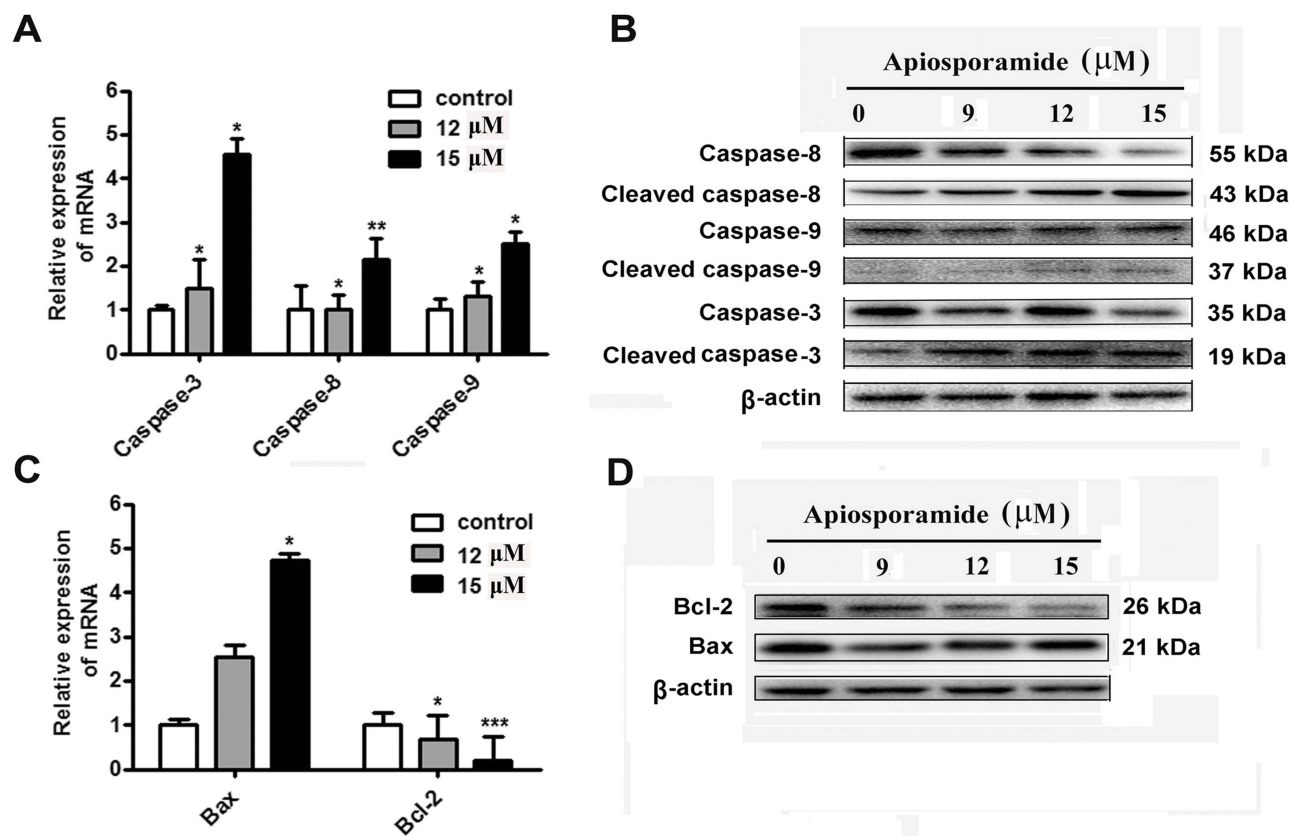 A
Relative expression
of mRNA
6
5
4
3
2
1
0
control
12 μM
15 μM
*
*
*
**
*
*
Caspase-3
Caspase-8
Caspase-9
B
Apiosporamide (μM)
0 9 12 15
Caspase-8 55 kDa
Cleaved caspase-8 43 kDa
Caspase-9 46 kDa
Cleaved caspase-9 37 kDa
Caspase-3 35 kDa
Cleaved caspase-3 19 kDa
β-actin
C
Relative expression
of mRNA
6
5
4
3
2
1
0
control
12 μM
15 μM
*
*
***
Bax
Bcl-2
D
Apiosporamide (μM)
0 9 12 15
Bcl-2 26 kDa
Bax 21 kDa
β-actin